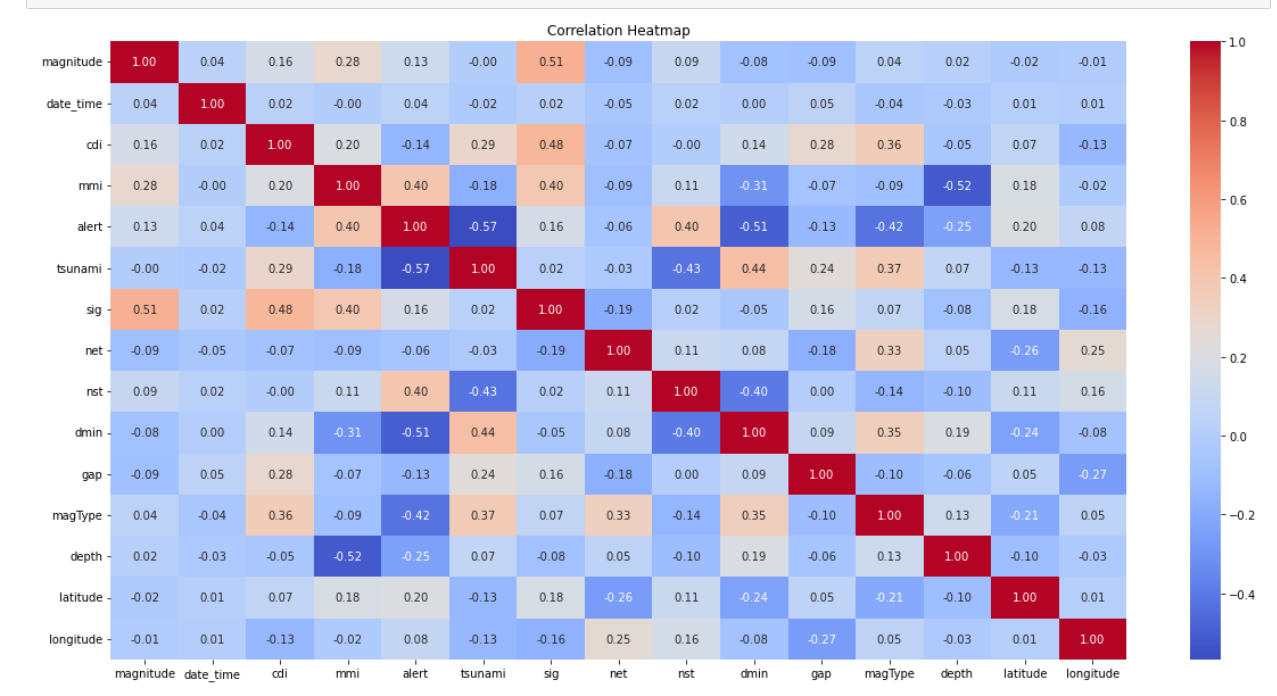 Correlation Heatmap
magnitude 1.00 0.04 0.16 0.28 0.13 -0.00 0.51 -0.09 0.09 -0.08 -0.09 0.04 0.02 -0.02 -0.01
date_time 0.04 1.00 0.02 -0.00 0.04 -0.02 0.02 -0.05 0.02 0.00 0.05 -0.04 -0.03 0.01 0.01
cdi 0.16 0.02 1.00 0.20 -0.14 0.29 0.48 -0.07 -0.00 0.14 0.28 0.36 -0.05 0.07 -0.13
mmi 0.28 -0.00 0.20 1.00 0.40 -0.18 0.40 -0.09 0.11 -0.31 -0.07 -0.09 -0.52 0.18 -0.02
alert 0.13 0.04 -0.14 0.40 1.00 -0.57 0.16 -0.06 0.40 -0.51 -0.13 -0.42 -0.25 0.20 0.08
tsunami -0.00 -0.02 0.29 -0.18 -0.57 1.00 0.02 -0.03 -0.43 0.44 0.24 0.37 0.07 -0.13 -0.13
sig 0.51 0.02 0.48 0.40 0.16 0.02 1.00 -0.19 0.02 -0.05 0.16 0.07 -0.08 0.18 -0.16
net -0.09 -0.05 -0.07 -0.09 -0.06 -0.03 -0.19 1.00 0.11 0.08 -0.18 0.33 0.05 -0.26 0.25
nst 0.09 0.02 -0.00 0.11 0.40 -0.43 0.02 0.11 1.00 -0.40 0.00 -0.14 -0.10 0.11 0.16
dmin -0.08 0.00 0.14 -0.31 -0.51 0.44 -0.05 0.08 -0.40 1.00 0.09 0.35 0.19 -0.24 -0.08
gap -0.09 0.05 0.28 -0.07 -0.13 0.24 0.16 -0.18 0.00 0.09 1.00 -0.10 -0.06 0.05 -0.27
magType 0.04 -0.04 0.36 -0.09 -0.42 0.37 0.07 0.33 -0.14 0.35 -0.10 1.00 0.13 -0.21 0.05
depth 0.02 -0.03 -0.05 -0.52 -0.25 0.07 -0.08 0.05 -0.10 0.19 -0.06 0.13 1.00 -0.10 -0.03
latitude -0.02 0.01 0.07 0.18 0.20 -0.13 0.18 -0.26 0.11 -0.24 0.05 -0.21 -0.10 1.00 0.01
longitude -0.01 0.01 -0.13 -0.02 0.08 -0.13 -0.16 0.25 0.16 -0.08 -0.27 0.05 -0.03 0.01 1.00
magnitude date_time cdi mmi alert tsunami sig net nst dmin gap magType depth latitude longitude
1.0
0.8
0.6
0.4
0.2
0.0
−0.2
−0.4